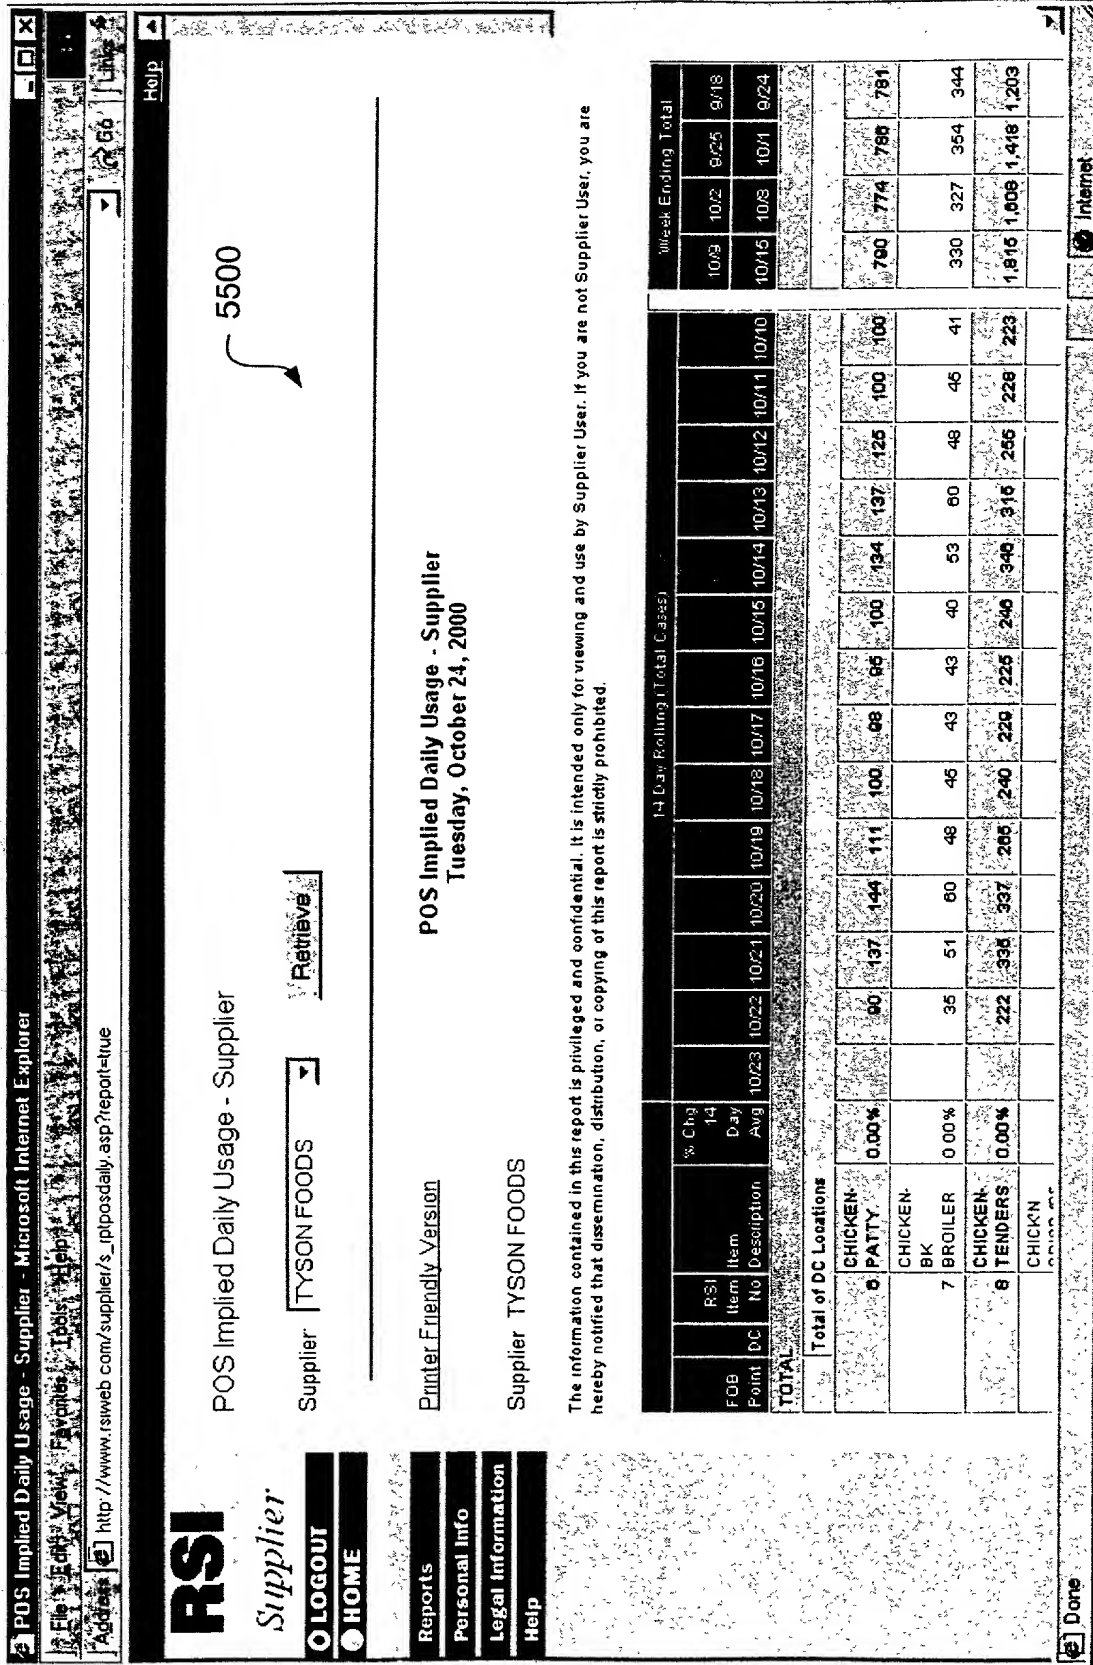 POS Implied Daily Usage - Supplier - Microsoft Internet Explorer
File Edit View Favorites Tools Help
Address http://www.rsiweb.com/supplier/s_rptposdaily.asp?report=true Go Links
Help
RSI
Supplier
LOGOUT
HOME
Reports
Personal Info
Legal Information
Help
POS Implied Daily Usage - Supplier
5500
Supplier TYSON FOODS Retrieve
Printer Friendly Version
POS Implied Daily Usage - Supplier
Tuesday, October 24, 2000
Supplier TYSON FOODS
The information contained in this report is privileged and confidential. It is intended only for viewing and use by Supplier User. If you are not Supplier User, you are
hereby notified that dissemination, distribution, or copying of this report is strictly prohibited.
14 Day Rolling (Total Cases) Week Ending Total
% Chg
RSI 14 10/9 10/2 9/25 9/18
FOB Item Item Day
Point DC No Description Avg 10/23 10/22 10/21 10/20 10/19 10/18 10/17 10/16 10/15 10/14 10/13 10/12 10/11 10/10 10/15 10/8 10/1 9/24
TOTAL
Total of DC Locations
CHICKEN-
6 PATTY 0.00% 90 137 144 111 100 98 95 100 134 137 125 100 100 790 774 786 781
CHICKEN-
BK
7 BROILER 0.00% 35 51 60 48 45 43 43 40 53 60 48 45 41 330 327 354 344
CHICKEN-
8 TENDERS 0.00% 222 336 337 265 240 229 225 246 346 315 255 228 223 1,815 1,608 1,418 1,203
CHICK'N
Done Internet